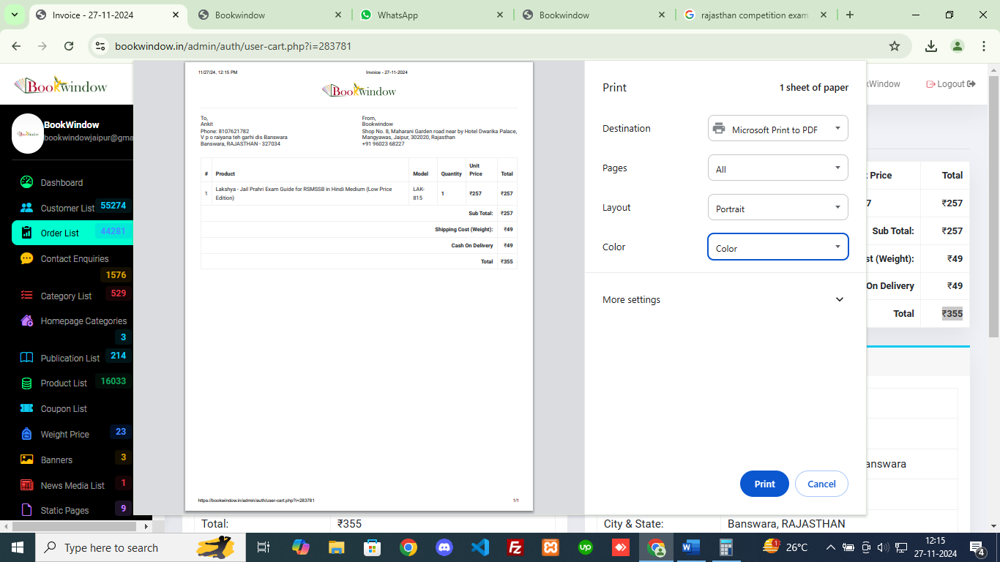 Invoice - 27-11-2024
Bookwindow
WhatsApp
Bookwindow
rajasthan competition exam
bookwindow.in/admin/auth/user-cart.php?i=283781
Bookwindow
BookWindow
bookwindowjaipur@gma
Dashboard
Customer List 55274
Order List 44281
Contact Enquiries
1576
Category List 529
Homepage Categories
3
Publication List 214
Product List 16033
Coupon List
Weight Price 23
Banners 3
News Media List 1
Static Pages 9
11/27/24, 12:15 PM Invoice - 27-11-2024
Bookwindow
To,
Ankit
Phone: 8107621782
V p o raiyana teh garhi dis Banswara
Banswara, RAJASTHAN - 327034
From,
Bookwindow
Shop No. 8, Maharani Garden road near by Hotel Dwarika Palace,
Mangyawas, Jaipur, 302020, Rajasthan
+91 96023 68227
# Product Model Quantity Unit Price Total
1 Lakshya - Jail Prahri Exam Guide for RSMSSB in Hindi Medium (Low Price
Edition) LAK-
815 1 ₹257 ₹257
Sub Total: ₹257
Shipping Cost (Weight): ₹49
Cash On Delivery ₹49
Total ₹355
https://bookwindow.in/admin/auth/user-cart.php?i=283781 1/1
Print 1 sheet of paper
Destination Microsoft Print to PDF
Pages All
Layout Portrait
Color Color
More settings
Print Cancel
kWindow Logout
t Price Total
7 ₹257
Sub Total: ₹257
st (Weight): ₹49
On Delivery ₹49
Total ₹355
answara
Total: ₹355 City & State: Banswara, RAJASTHAN
Type here to search
26°C
12:15
27-11-2024
4